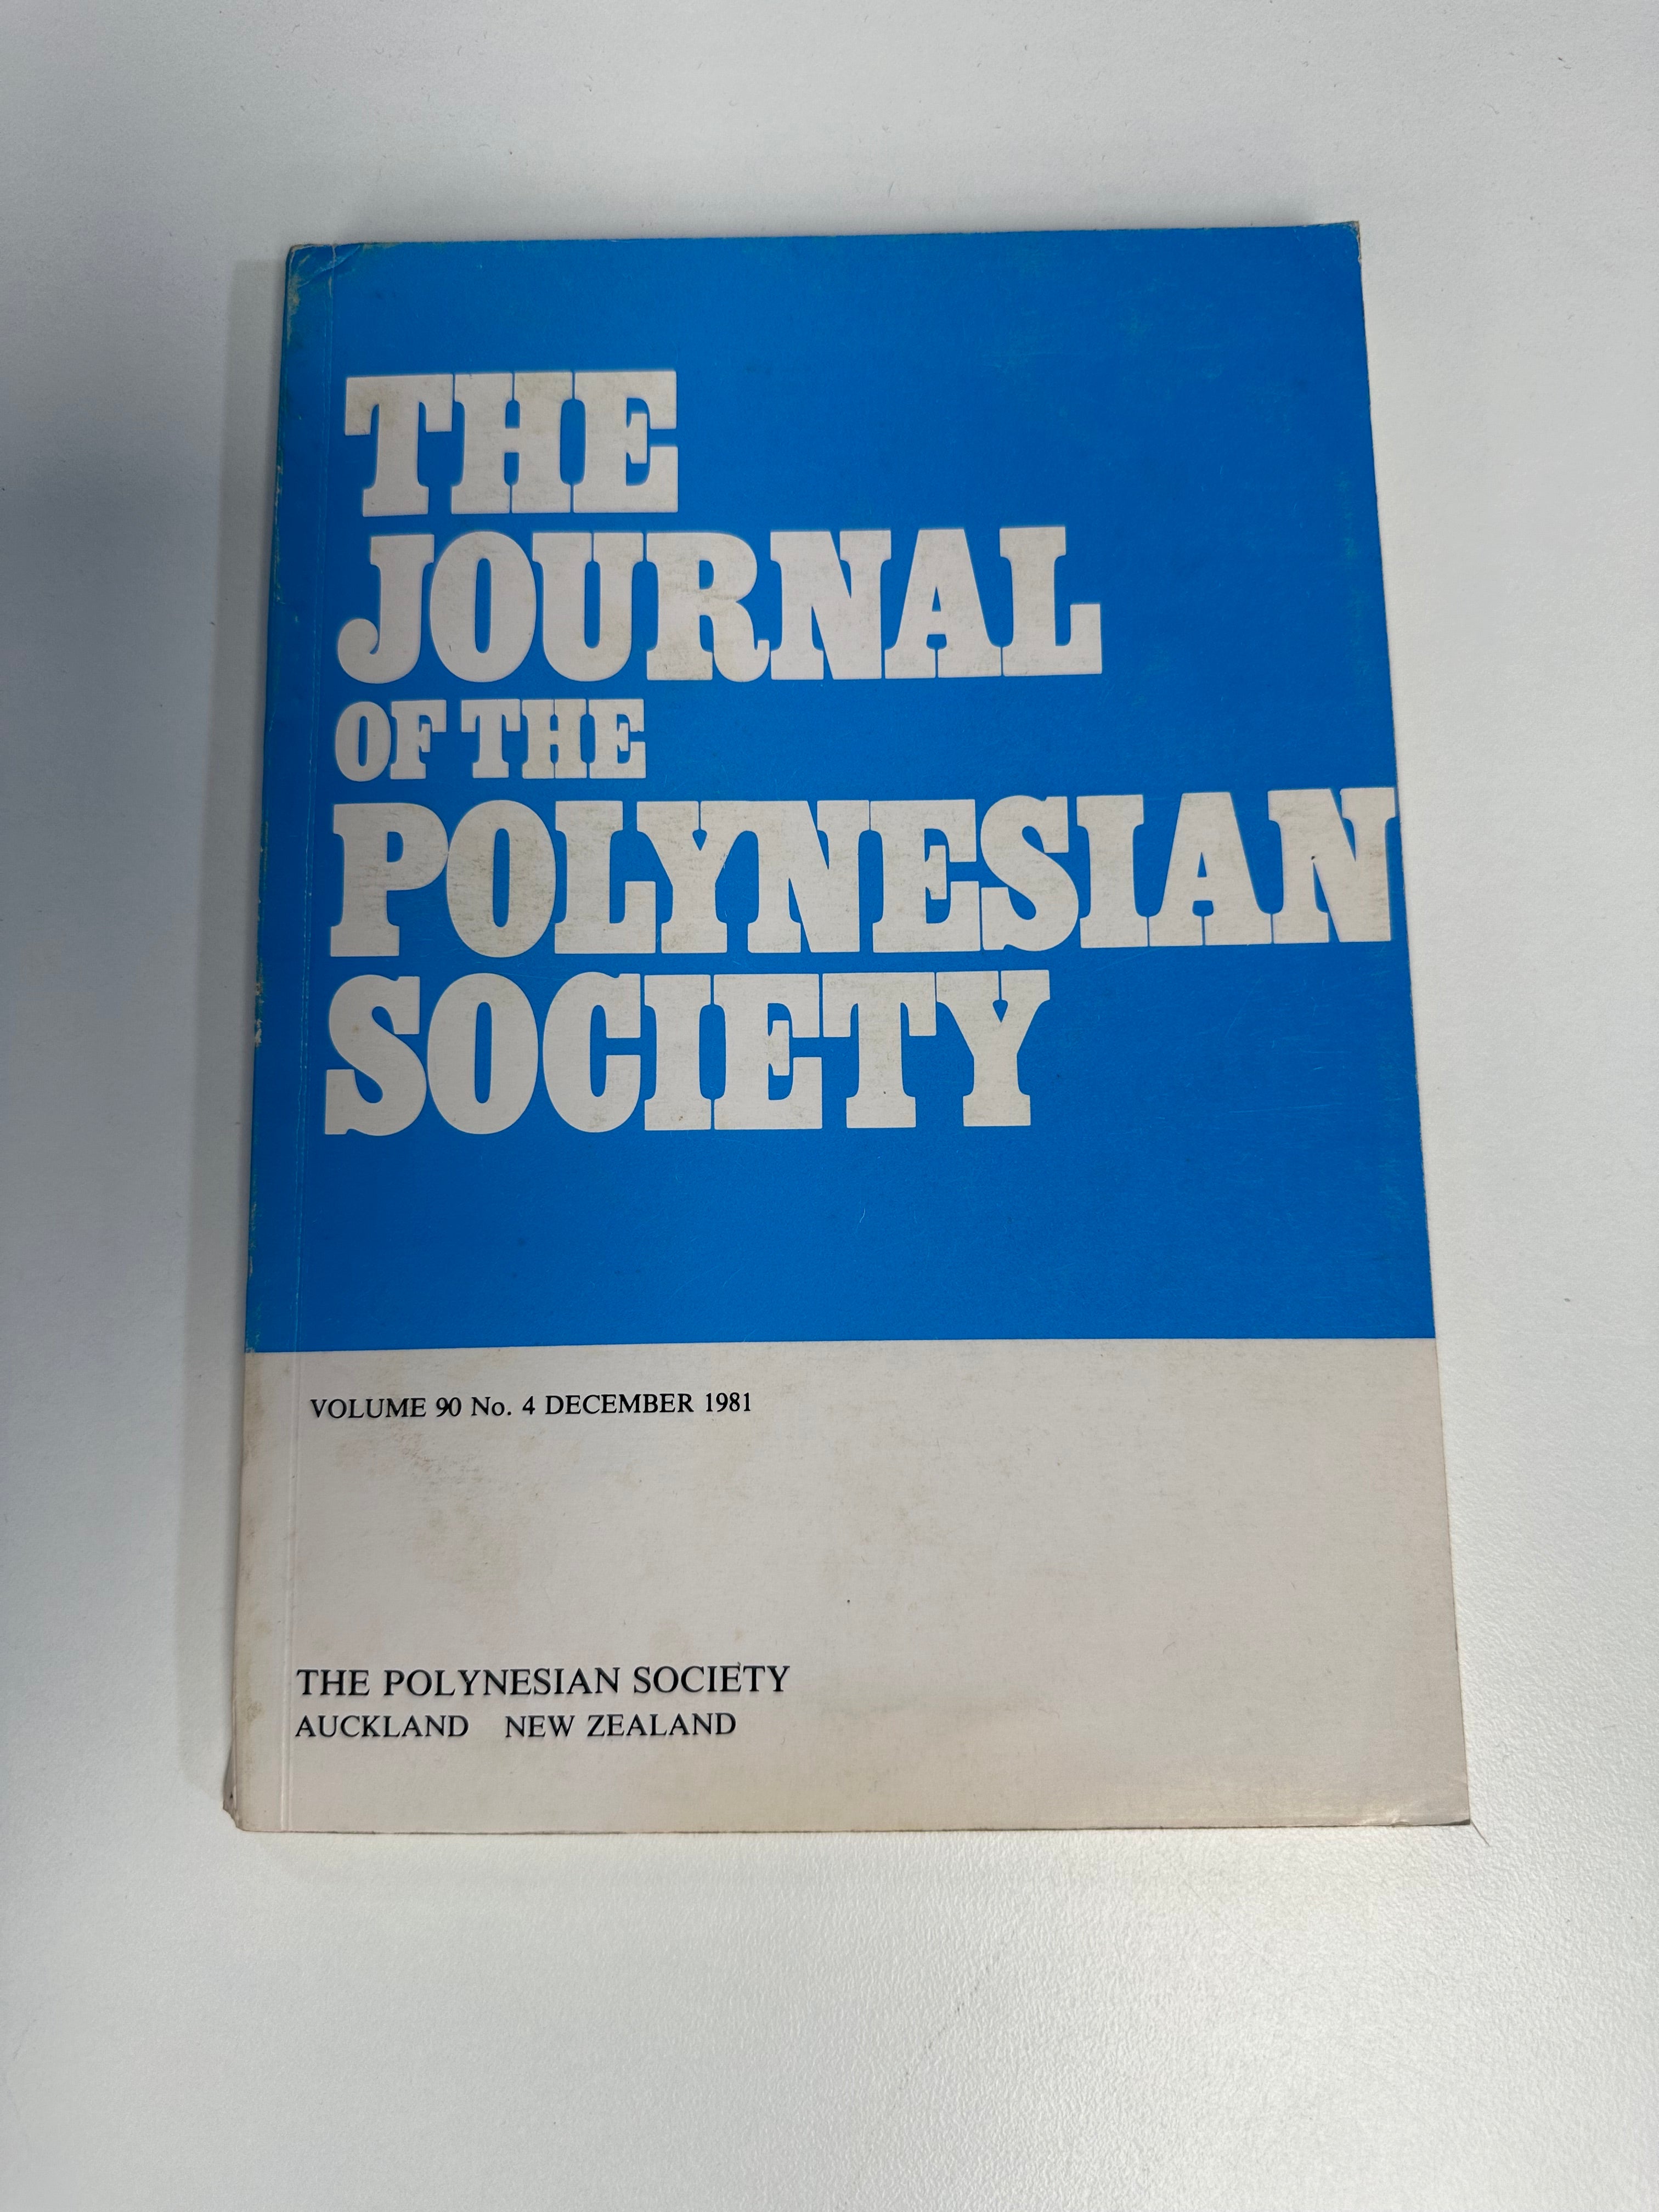 THE
JOURNAL
OF THE
POLYNESIAN
SOCIETY
VOLUME 90 No. 4 DECEMBER 1981
THE POLYNESIAN SOCIETY
AUCKLAND NEW ZEALAND